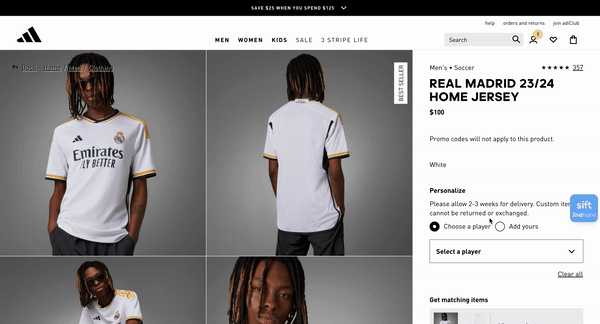 SAVE $25 WHEN YOU SPEND $125
help orders and returns join adiClub
MEN WOMEN KIDS SALE 3 STRIPE LIFE
Search
1
Back Home / Men / Clothing
BEST SELLER
Emirates
FLY BETTER
Men's • Soccer
★★★★★ 357
REAL MADRID 23/24
HOME JERSEY
$100
Promo codes will not apply to this product.
White
Personalize
Please allow 2-3 weeks for delivery. Custom ite
cannot be returned or exchanged.
Choose a player Add yours
Select a player
Clear all
Get matching items
sift
2ndhand